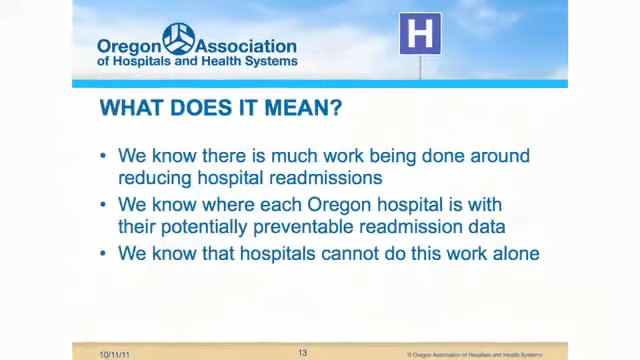 Oregon Association
of Hospitals and Health Systems
H
WHAT DOES IT MEAN?
• We know there is much work being done around
reducing hospital readmissions
• We know where each Oregon hospital is with
their potentially preventable readmission data
• We know that hospitals cannot do this work alone
10/11/11
13
© Oregon Association of Hospitals and Health Systems